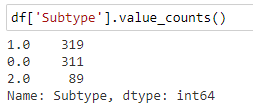 df['Subtype'].value_counts()
1.0    319
0.0    311
2.0     89
Name: Subtype, dtype: int64